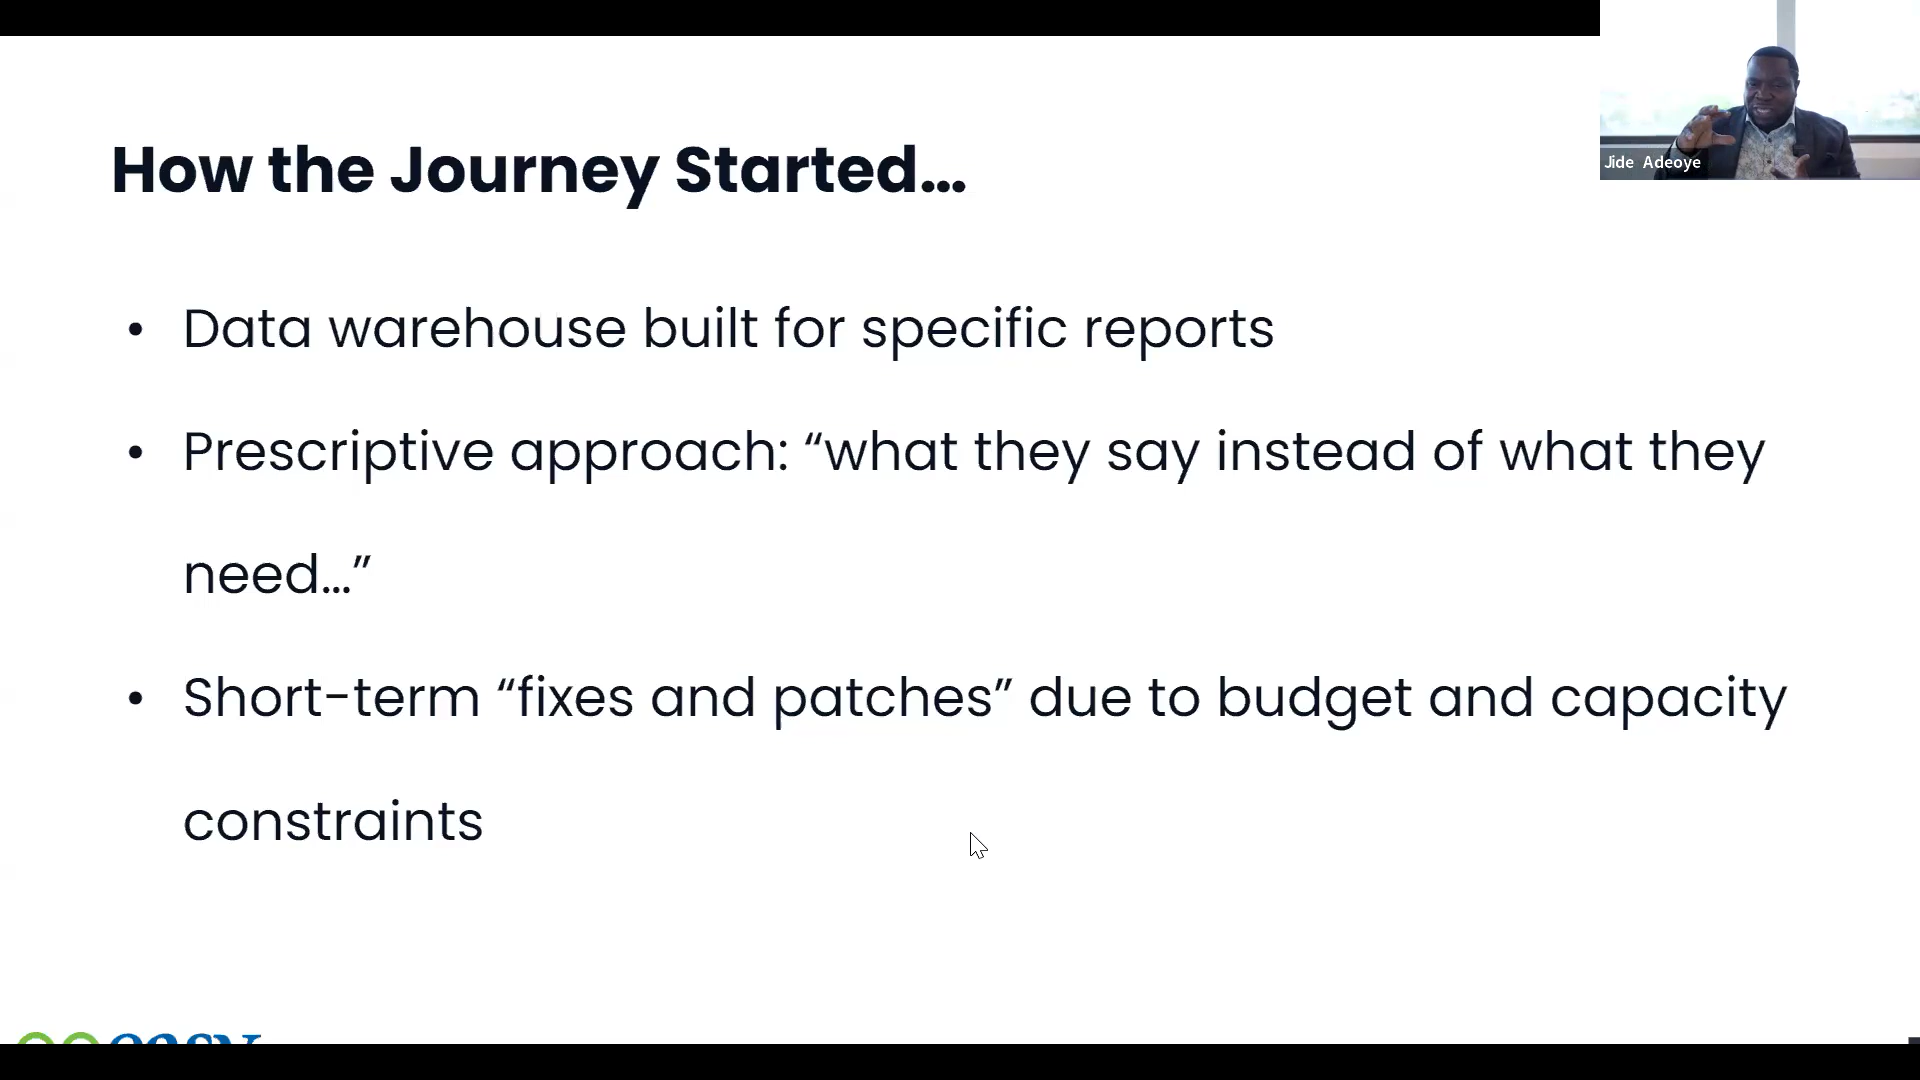 Jide Adeoye
How the Journey Started...
• Data warehouse built for specific reports
• Prescriptive approach: “what they say instead of what they
need...”
• Short-term “fixes and patches” due to budget and capacity
constraints